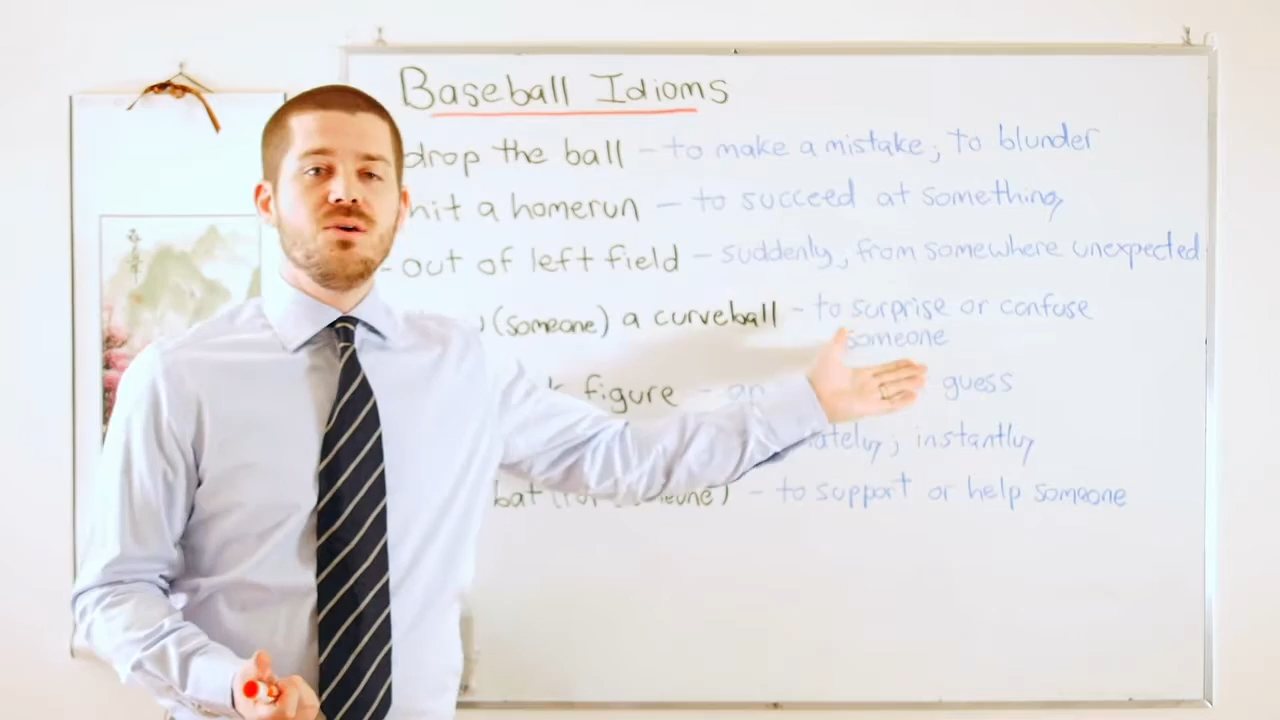 Baseball Idioms
drop the ball - to make a mistake; to blunder
hit a homerun - to succeed at something
- out of left field - suddenly, from somewhere unexpected
(someone) a curveball - to surprise or confuse
someone
figure - an guess
instantly
bat - to support or help someone